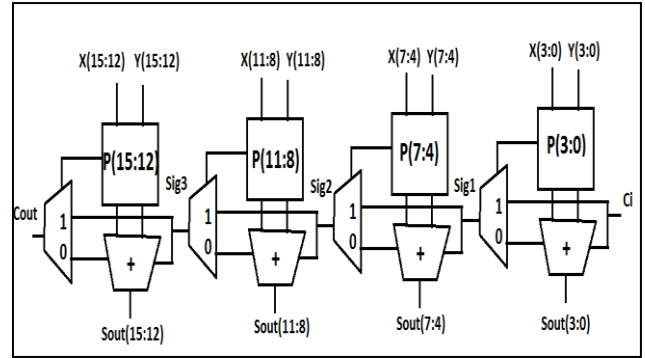 X(15:12) Y(15:12)
X(11:8) Y(11:8)
X(7:4) Y(7:4)
X(3:0) Y(3:0)
P(15:12)
P(11:8)
P(7:4)
P(3:0)
Sig3
Sig2
Sig1
Ci
Cout
1
1
1
1
0
0
0
0
+
+
+
+
Sout(15:12)
Sout(11:8)
Sout(7:4)
Sout(3:0)